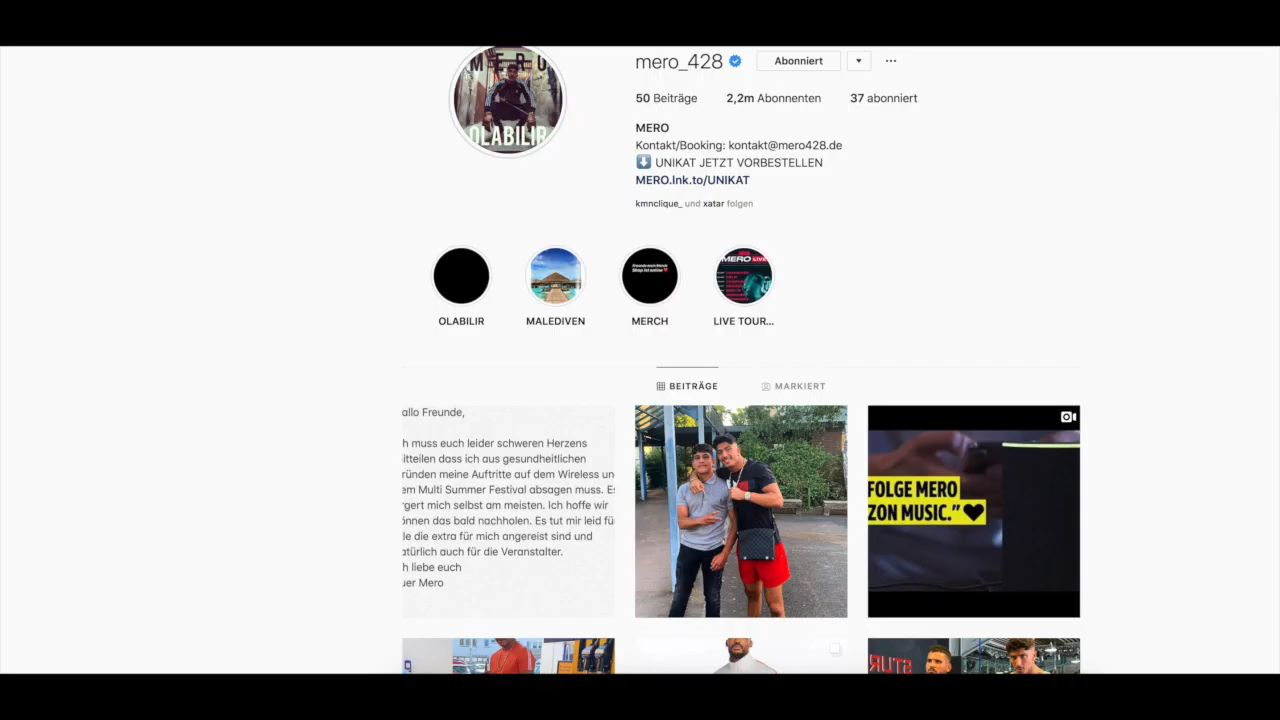 MERO
OLABILIR
mero_428
Abonniert
50 Beiträge 2,2m Abonnenten 37 abonniert
MERO
Kontakt/Booking: kontakt@mero428.de
⬇️ UNIKAT JETZT VORBESTELLEN
MERO.lnk.to/UNIKAT
kmnclique_ und xatar folgen
MERO LIVE
OLABILIR
MALEDIVEN
MERCH
LIVE TOUR...
BEITRÄGE
MARKIERT
allo Freunde,
h muss euch leider schweren Herzens
itteilen dass ich aus gesundheitlichen
ründen meine Auftritte auf dem Wireless un
em Multi Summer Festival absagen muss. Es
rgert mich selbst am meisten. Ich hoffe wir
önnen das bald nachholen. Es tut mir leid fü
le die extra für mich angereist sind und
atürlich auch für die Veranstalter.
h liebe euch
uer Mero
FOLGE MERO
ZON MUSIC.” ♥